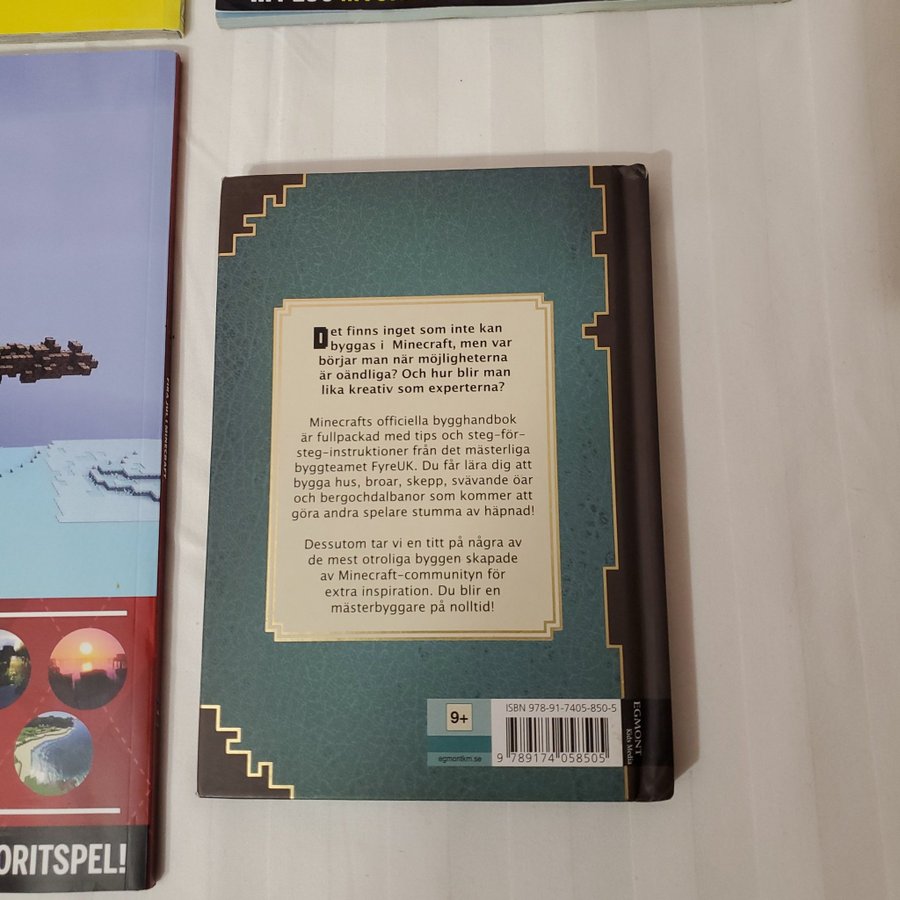 Det finns inget som inte kan
byggas i Minecraft, men var
börjar man när möjligheterna
är oändliga? Och hur blir man
lika kreativ som experterna?
Minecrafts officiella bygghandbok
är fullpackad med tips och steg-för-
steg-instruktioner från det mästerliga
byggteamet FyreUK. Du får lära dig att
bygga hus, broar, skepp, svävande öar
och bergochdalbanor som kommer att
göra andra spelare stumma av häpnad!
Dessutom tar vi en titt på några av
de mest otroliga byggen skapade
av Minecraft-communityn för
extra inspiration. Du blir en
mästerbyggare på nolltid!
9+
egmontkm.se
ISBN 978-91-7405-850-5
9 789174 058505
EGMONT
Kids Media
ORITSPEL!